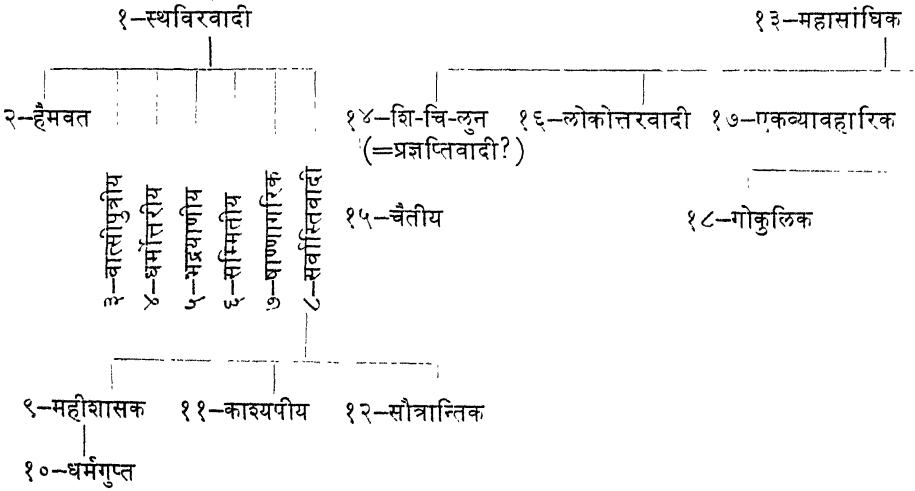 १—स्थविरवादी
१३—महासांघिक
२—हैमवत
१४—शि-चि-लुन
(=प्रज्ञप्तिवादी?)
१६—लोकोत्तरवादी
१७—एकव्यावहारिक
३—वात्सीपुत्रीय
४—धर्मोत्तरीय
५—भद्रयाणीय
६—सम्मितीय
७—षाण्णागरिक
८—सर्वास्तिवादी
१५—चैतीय
१८—गोकुलिक
९—महीशासक
११—काश्यपीय
१२—सौत्रान्तिक
१०—धर्मगुप्त